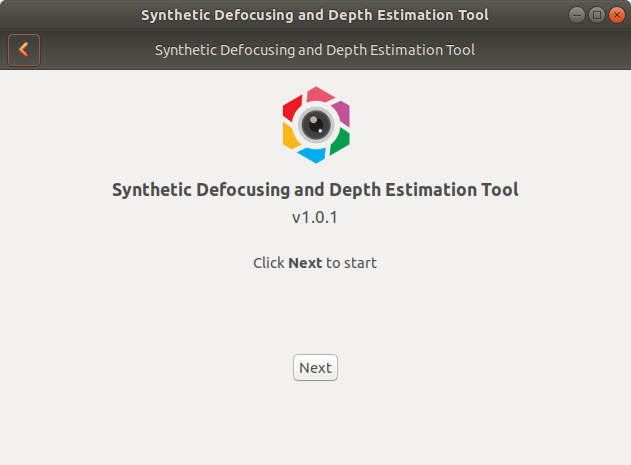 Synthetic Defocusing and Depth Estimation Tool
Synthetic Defocusing and Depth Estimation Tool
Synthetic Defocusing and Depth Estimation Tool
v1.0.1
Click Next to start
Next